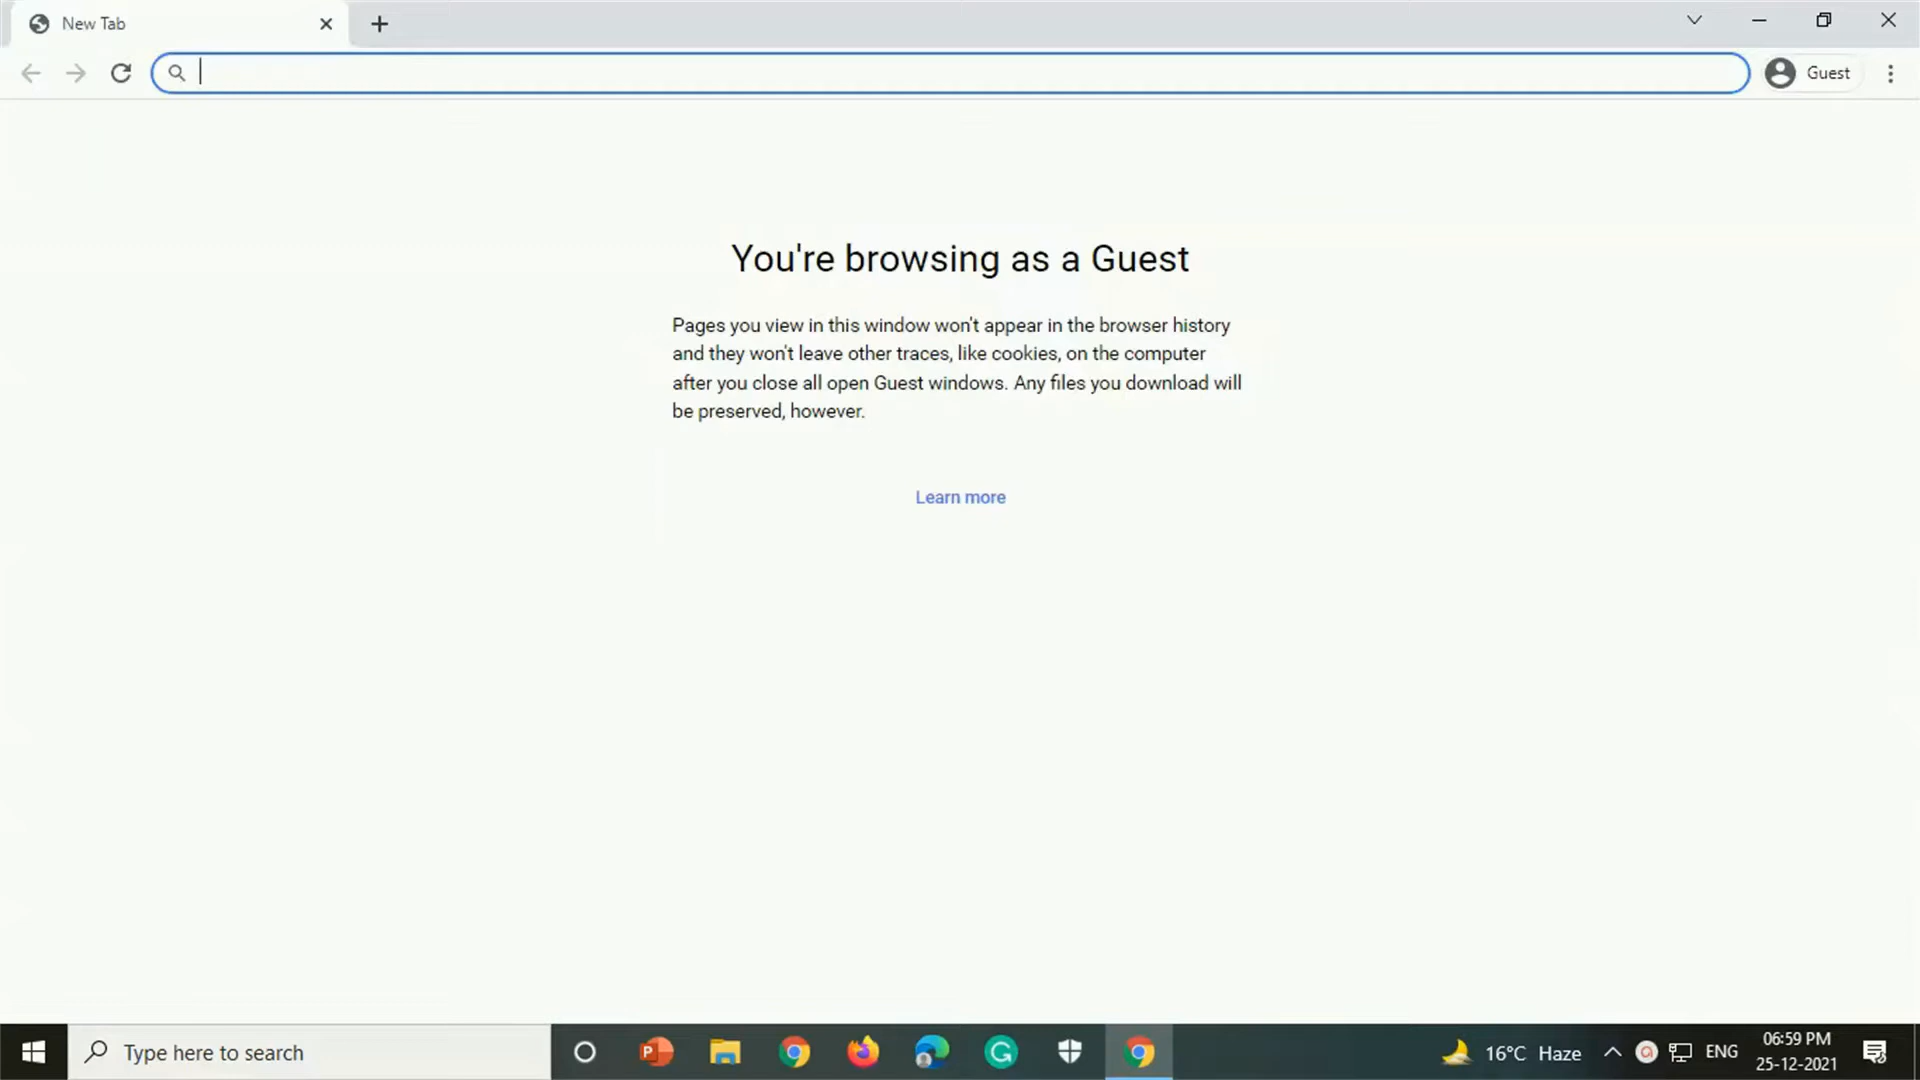 New Tab
Guest
You're browsing as a Guest
Pages you view in this window won't appear in the browser history
and they won't leave other traces, like cookies, on the computer
after you close all open Guest windows. Any files you download will
be preserved, however.
Learn more
Type here to search
16°C Haze
ENG
06:59 PM
25-12-2021